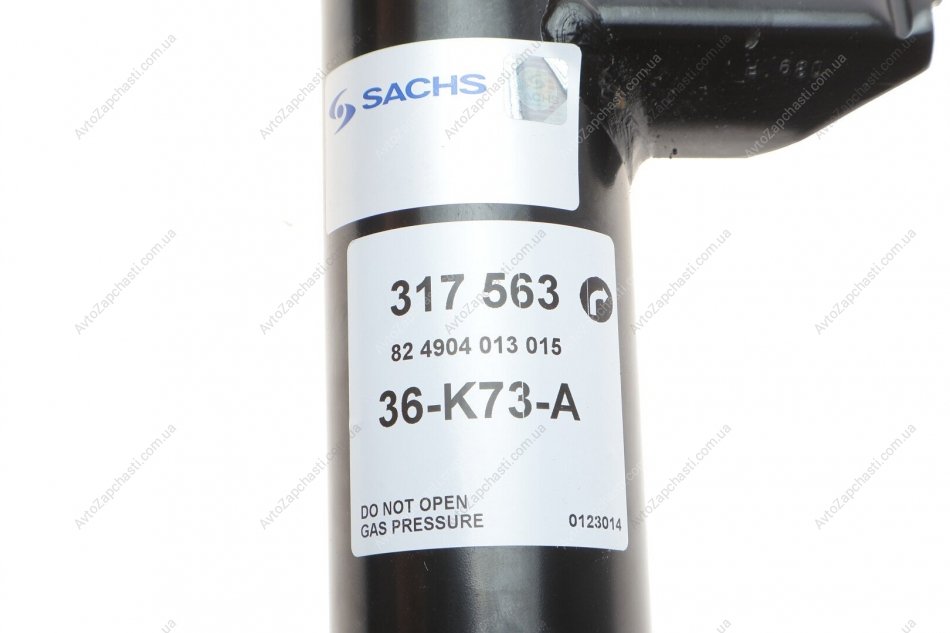 SACHS
317 563
82 4904 013 015
36-K73-A
DO NOT OPEN
GAS PRESSURE
0123014
AvtoZapchasti.com.ua